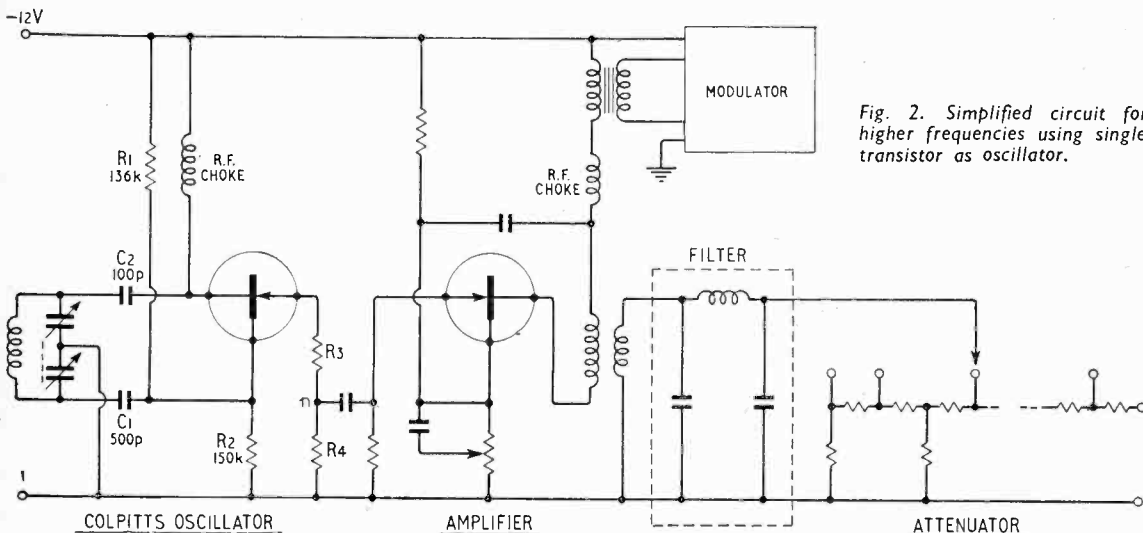 -12V
R1
136k
R.F.
CHOKE
R.F.
CHOKE
MODULATOR
Fig. 2. Simplified circuit for
higher frequencies using single
transistor as oscillator.
C2
100p
C1
500p
R2
150k
R3
n
R4
FILTER
COLPITTS OSCILLATOR
AMPLIFIER
ATTENUATOR